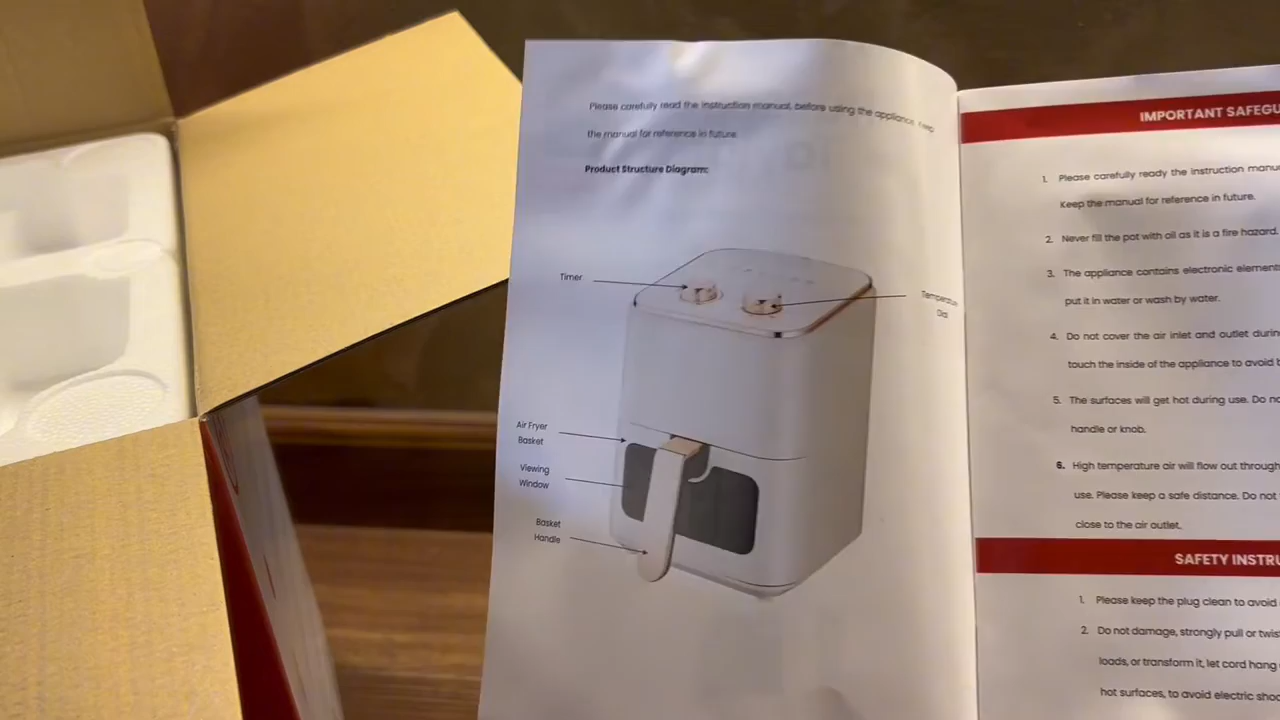 Please carefully read the instruction manual, before using the appliance. Keep
the manual for reference in future.
Product Structure Diagram:
Timer
Temperature
Dial
Air Fryer
Basket
Viewing
Window
Basket
Handle
IMPORTANT SAFEGU
1. Please carefully ready the instruction manu
Keep the manual for reference in future.
2. Never fill the pot with oil as it is a fire hazard.
3. The appliance contains electronic element
put it in water or wash by water.
4. Do not cover the air inlet and outlet durin
touch the inside of the appliance to avoid b
5. The surfaces will get hot during use. Do no
handle or knob.
6. High temperature air will flow out through
use. Please keep a safe distance. Do not
close to the air outlet.
SAFETY INSTRU
1. Please keep the plug clean to avoid
2. Do not damage, strongly pull or twis
loads, or transform it, let cord hang
hot surfaces, to avoid electric shoc